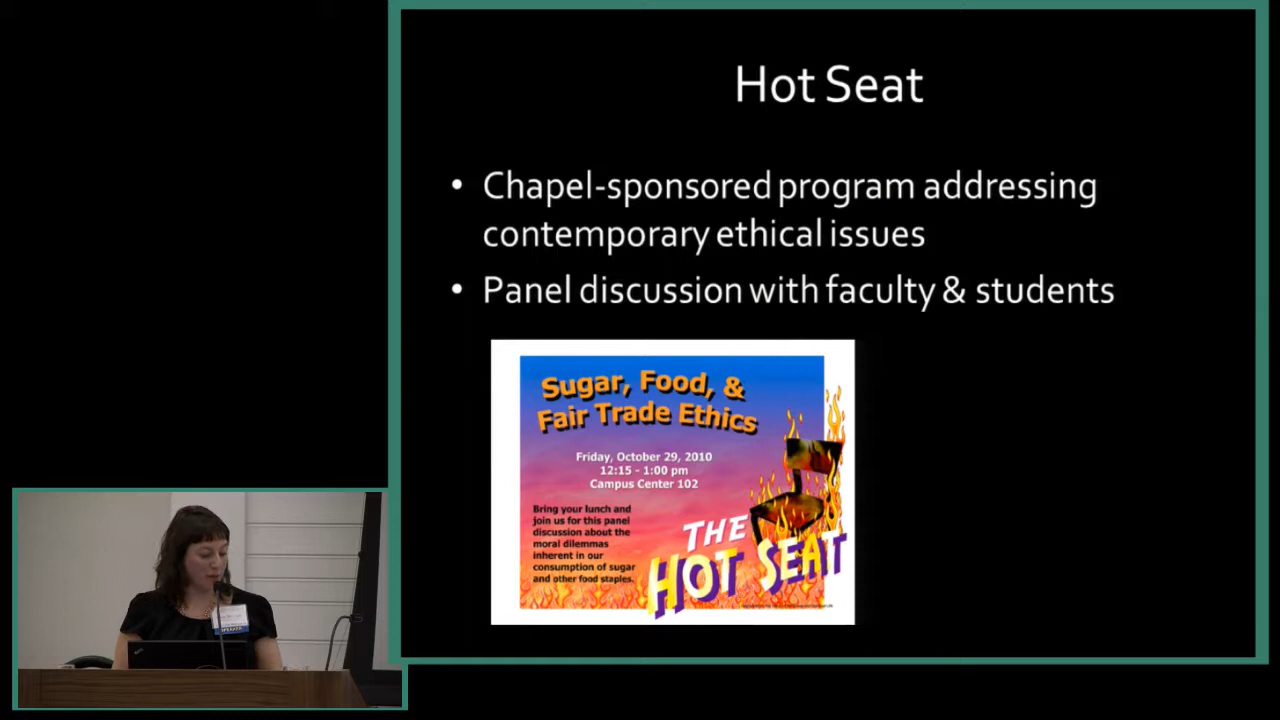 Hot Seat
• Chapel-sponsored program addressing
contemporary ethical issues
• Panel discussion with faculty & students
Sugar, Food, &
Fair Trade Ethics
Friday, October 29, 2010
12:15 - 1:00 pm
Campus Center 102
Bring your lunch and
join us for this panel
discussion about the
moral dilemmas
inherent in our
consumption of sugar
and other food staples.
THE
HOT SEAT
SPEAKER